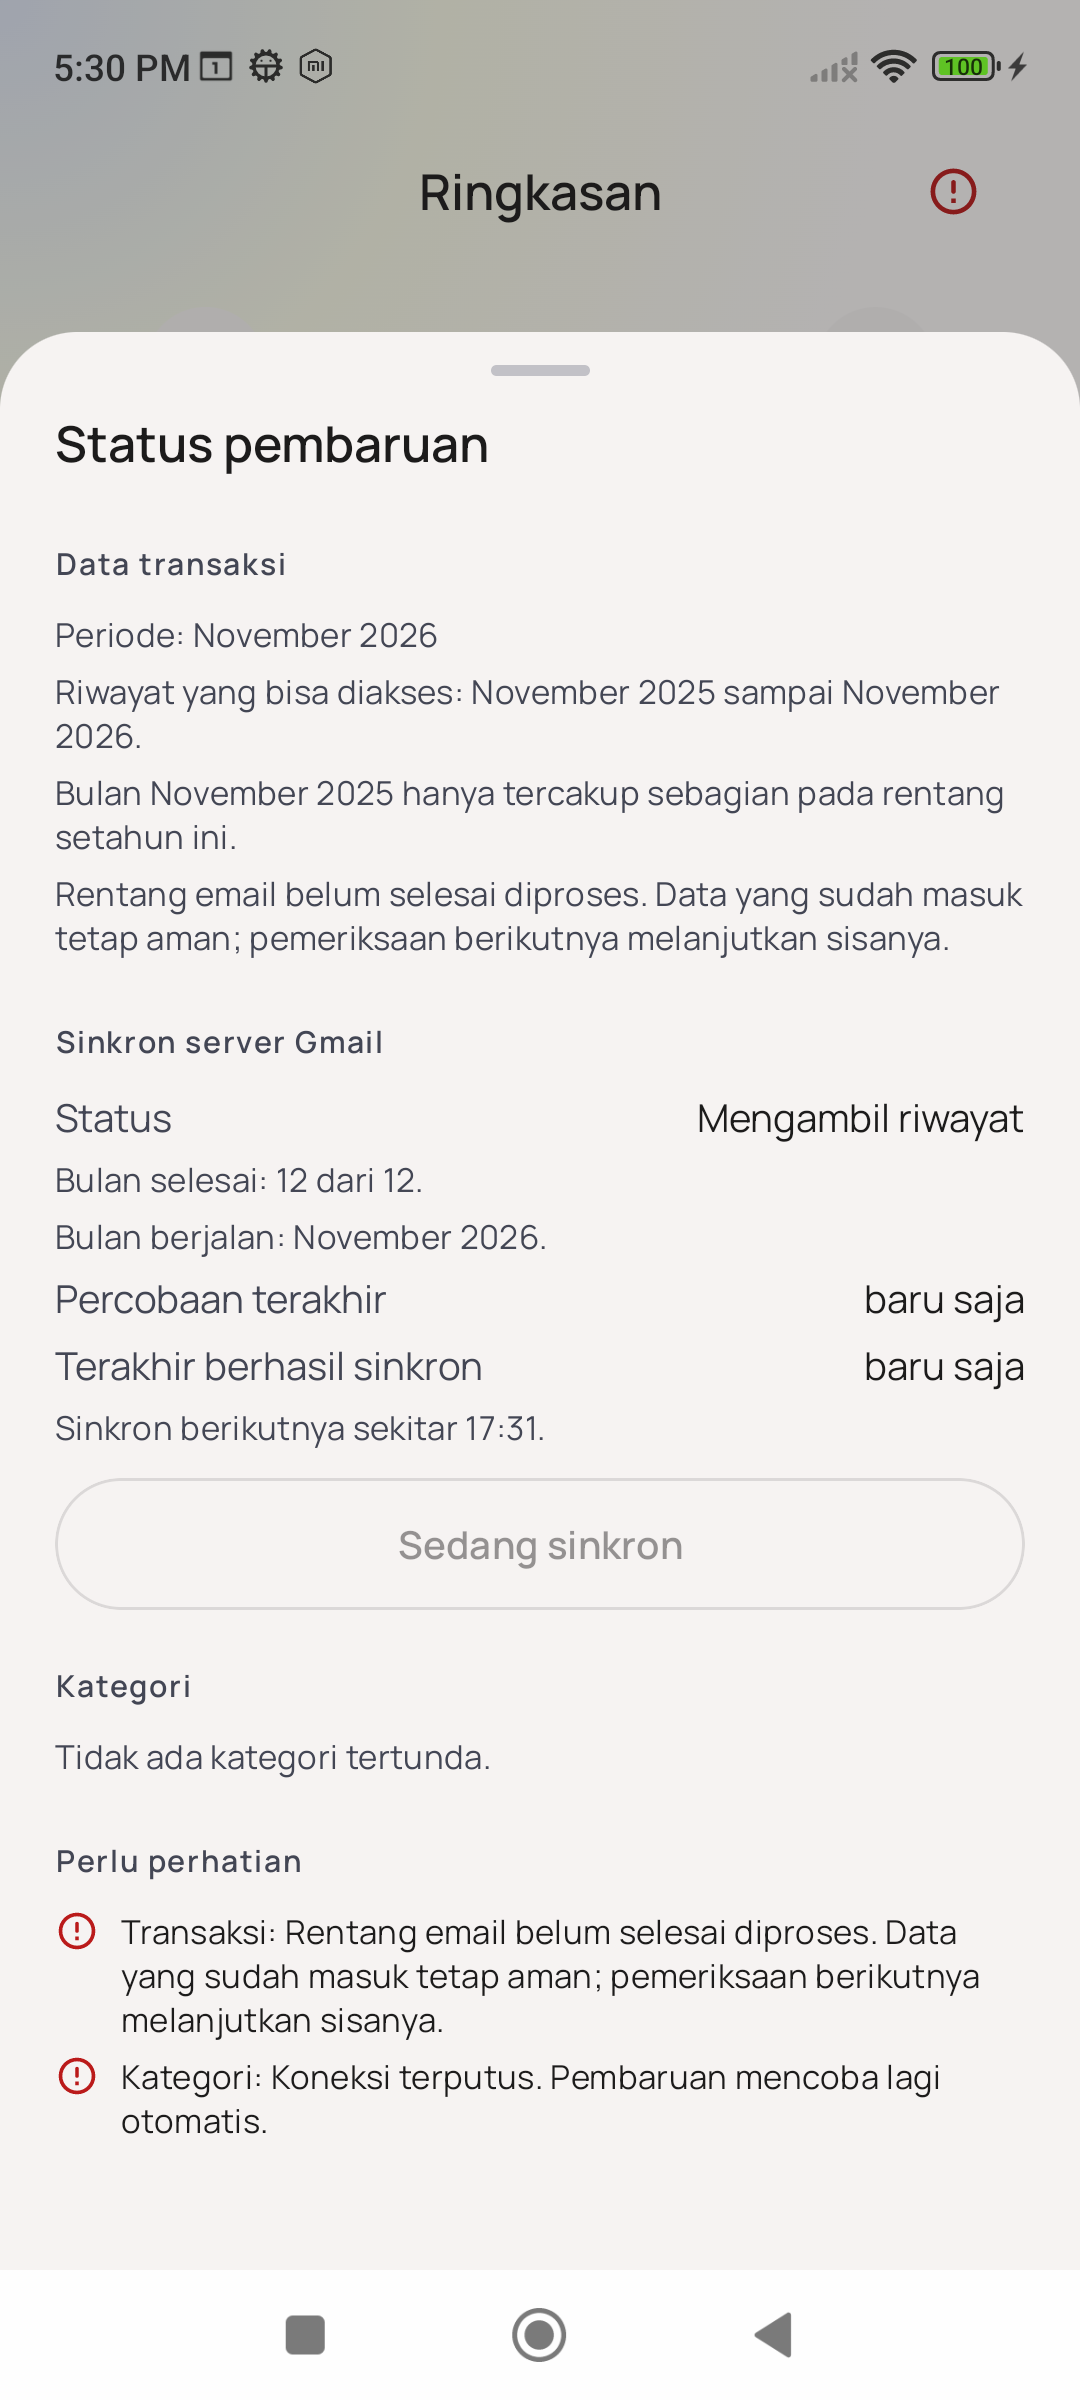 5:30 PM
100
Ringkasan
Status pembaruan
Data transaksi
Periode: November 2026
Riwayat yang bisa diakses: November 2025 sampai November
2026.
Bulan November 2025 hanya tercakup sebagian pada rentang
setahun ini.
Rentang email belum selesai diproses. Data yang sudah masuk
tetap aman; pemeriksaan berikutnya melanjutkan sisanya.
Sinkron server Gmail
Status Mengambil riwayat
Bulan selesai: 12 dari 12.
Bulan berjalan: November 2026.
Percobaan terakhir baru saja
Terakhir berhasil sinkron baru saja
Sinkron berikutnya sekitar 17:31.
Sedang sinkron
Kategori
Tidak ada kategori tertunda.
Perlu perhatian
Transaksi: Rentang email belum selesai diproses. Data
yang sudah masuk tetap aman; pemeriksaan berikutnya
melanjutkan sisanya.
Kategori: Koneksi terputus. Pembaruan mencoba lagi
otomatis.